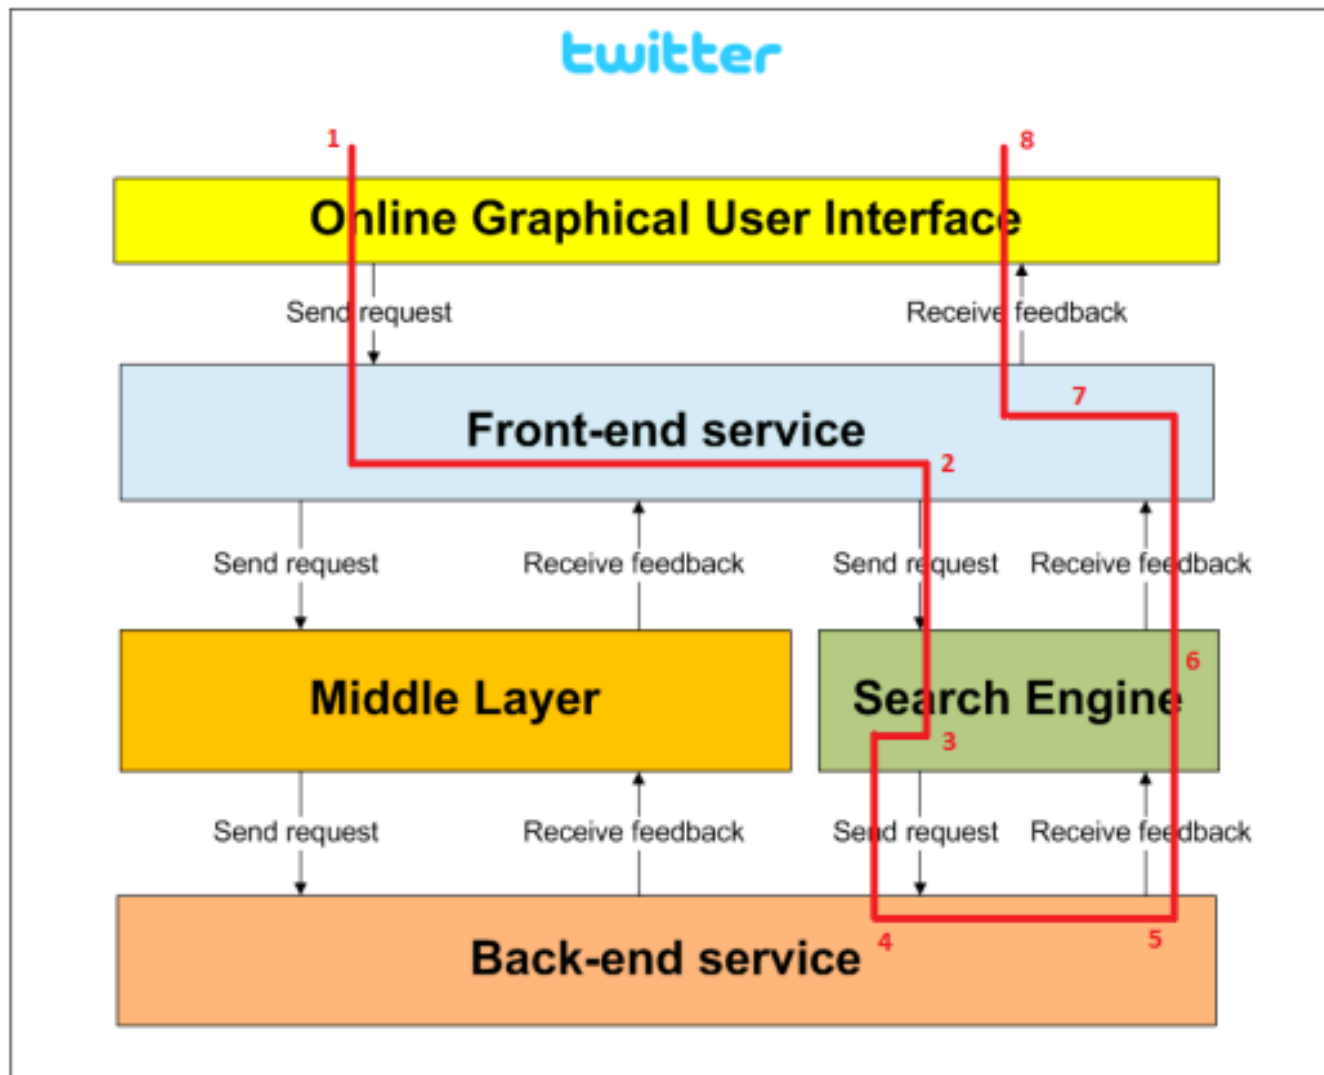 twitter
1
8
Online Graphical User Interface
Send request
Receive feedback
7
Front-end service
2
Send request
Receive feedback
Send request
Receive feedback
6
Middle Layer
Search Engine
3
Send request
Receive feedback
Send request
Receive feedback
4
5
Back-end service